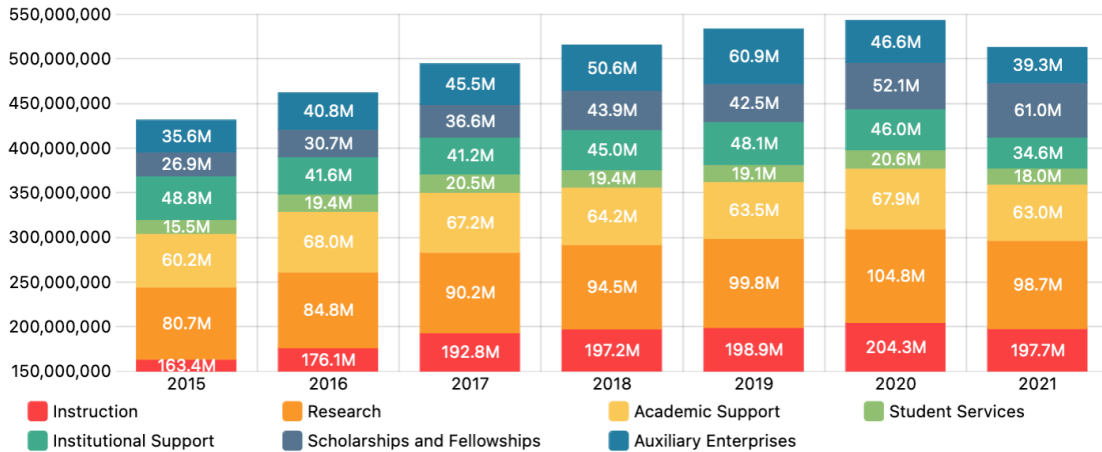 550,000,000
500,000,000
450,000,000
400,000,000
350,000,000
300,000,000
250,000,000
200,000,000
150,000,000
35.6M
26.9M
48.8M
15.5M
60.2M
80.7M
163.4M
40.8M
30.7M
41.6M
19.4M
68.0M
84.8M
176.1M
45.5M
36.6M
41.2M
20.5M
67.2M
90.2M
192.8M
50.6M
43.9M
45.0M
19.4M
64.2M
94.5M
197.2M
60.9M
42.5M
48.1M
19.1M
63.5M
99.8M
198.9M
46.6M
52.1M
46.0M
20.6M
67.9M
104.8M
204.3M
39.3M
61.0M
34.6M
18.0M
63.0M
98.7M
197.7M
2015 2016 2017 2018 2019 2020 2021
Instruction Research Academic Support Student Services
Institutional Support Scholarships and Fellowships Auxiliary Enterprises